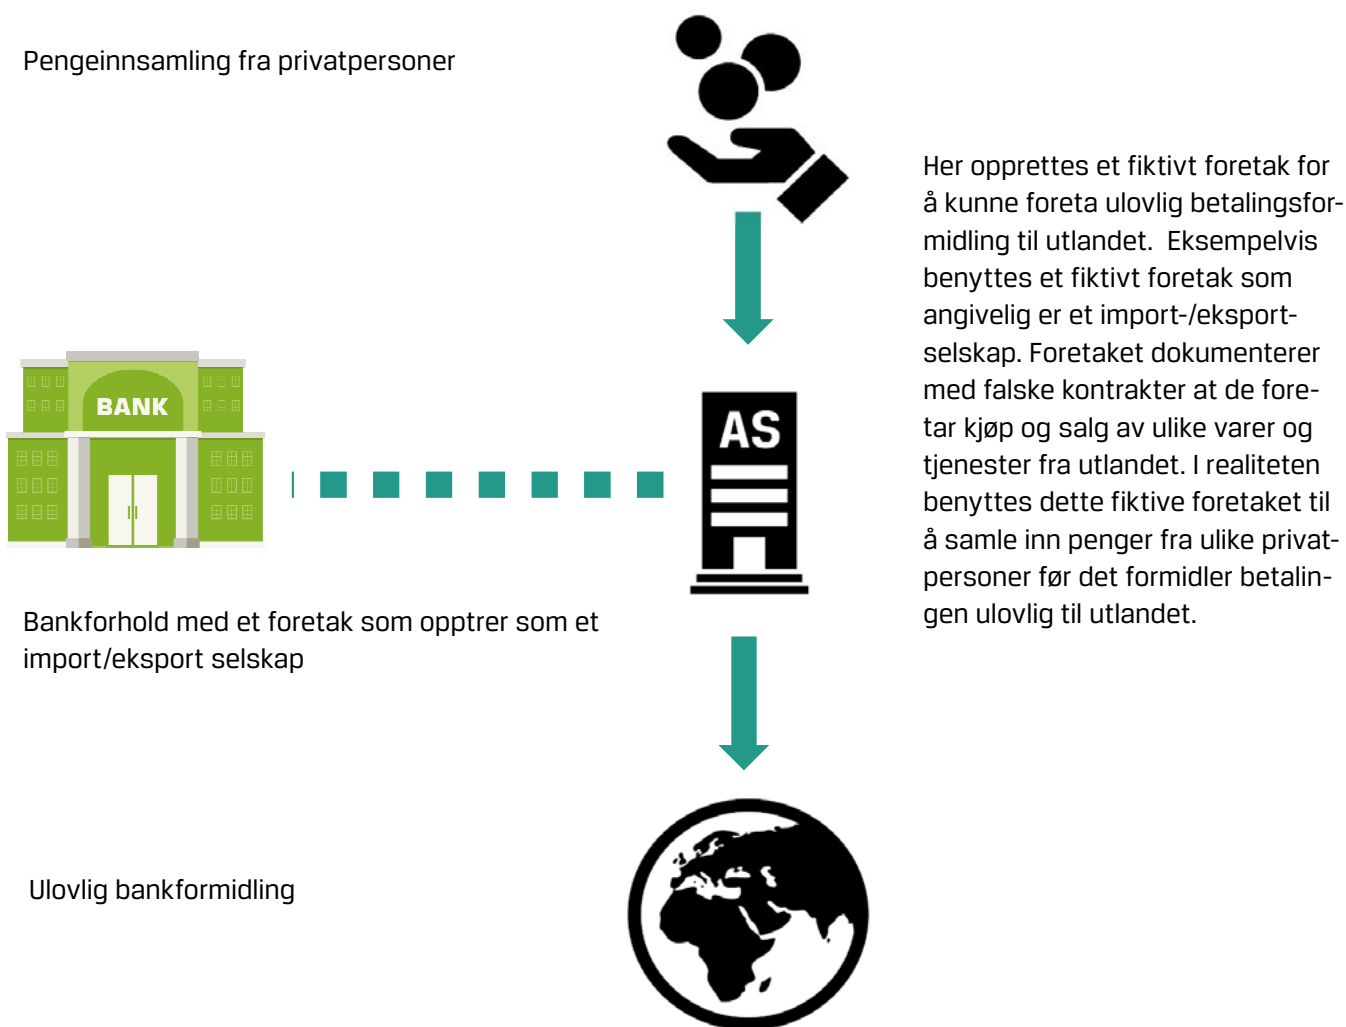 Pengeinnsamling fra privatpersoner
Her opprettes et fiktivt foretak for
å kunne foreta ulovlig betalingsfor-
midling til utlandet.  Eksempelvis
benyttes et fiktivt foretak som
angivelig er et import-/eksport-
selskap. Foretaket dokumenterer
med falske kontrakter at de fore-
tar kjøp og salg av ulike varer og
tjenester fra utlandet. I realiteten
benyttes dette fiktive foretaket til
å samle inn penger fra ulike privat-
personer før det formidler betalin-
gen ulovlig til utlandet.
BANK
AS
Bankforhold med et foretak som opptrer som et
import/eksport selskap
Ulovlig bankformidling